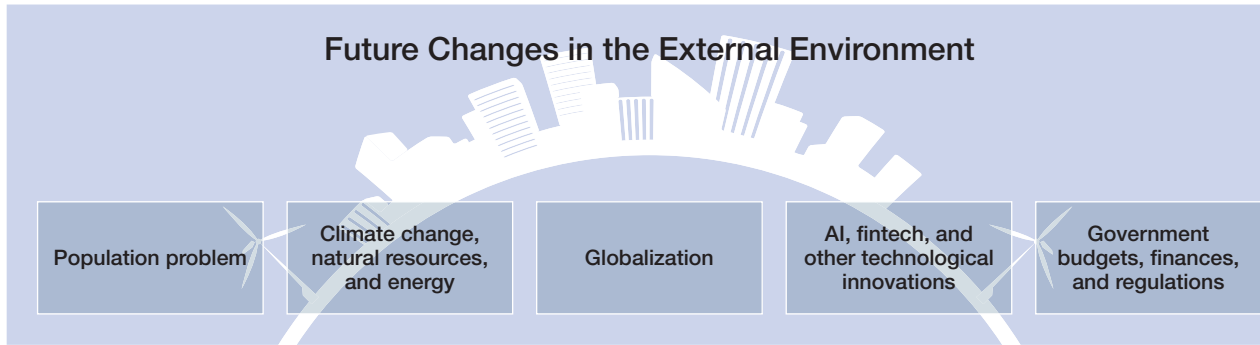 Future Changes in the External Environment
Population problem
Climate change,
natural resources,
and energy
Globalization
AI, fintech, and
other technological
innovations
Government
budgets, finances,
and regulations